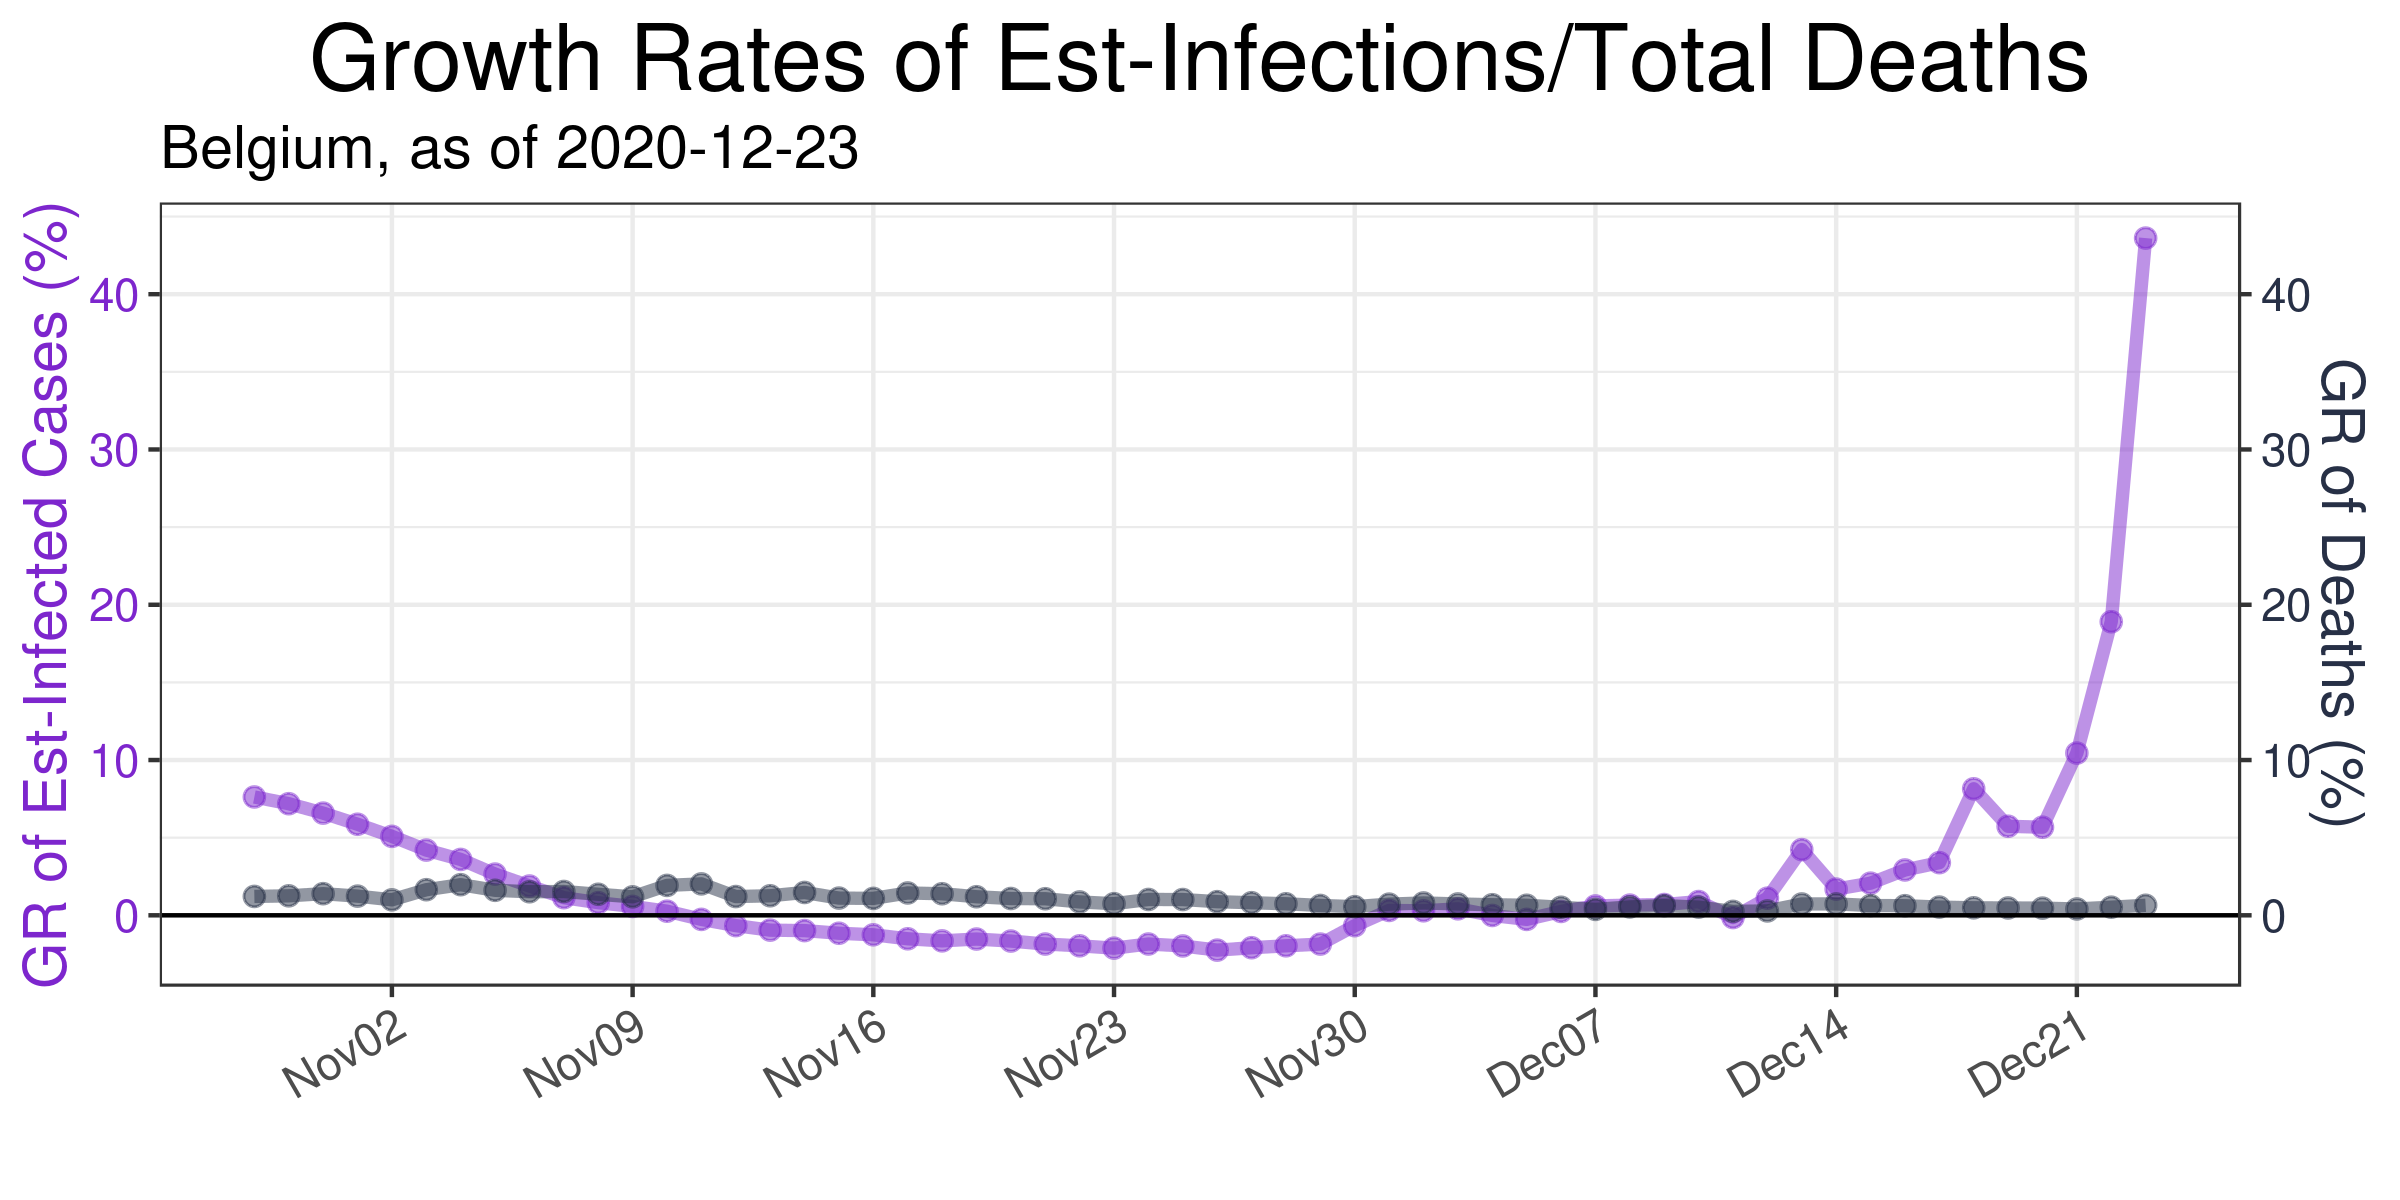 Growth Rates of Est-Infections/Total Deaths
Belgium, as of 2020-12-23
GR of Est-Infected Cases (%)
40
30
20
10
0
40
30
20
10
0
GR of Deaths (%)
Nov02
Nov09
Nov16
Nov23
Nov30
Dec07
Dec14
Dec21